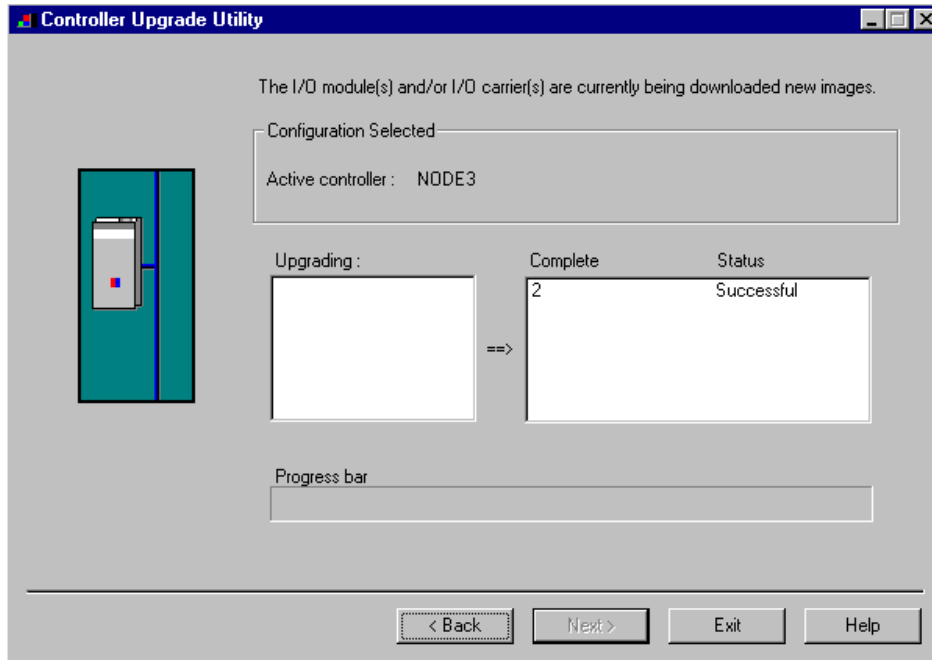 Controller Upgrade Utility
The I/O module(s) and/or I/O carrier(s) are currently being downloaded new images.
Configuration Selected
Active controller : NODE3
Upgrading :
Complete Status
2 Successful
==>
Progress bar
< Back Next > Exit Help